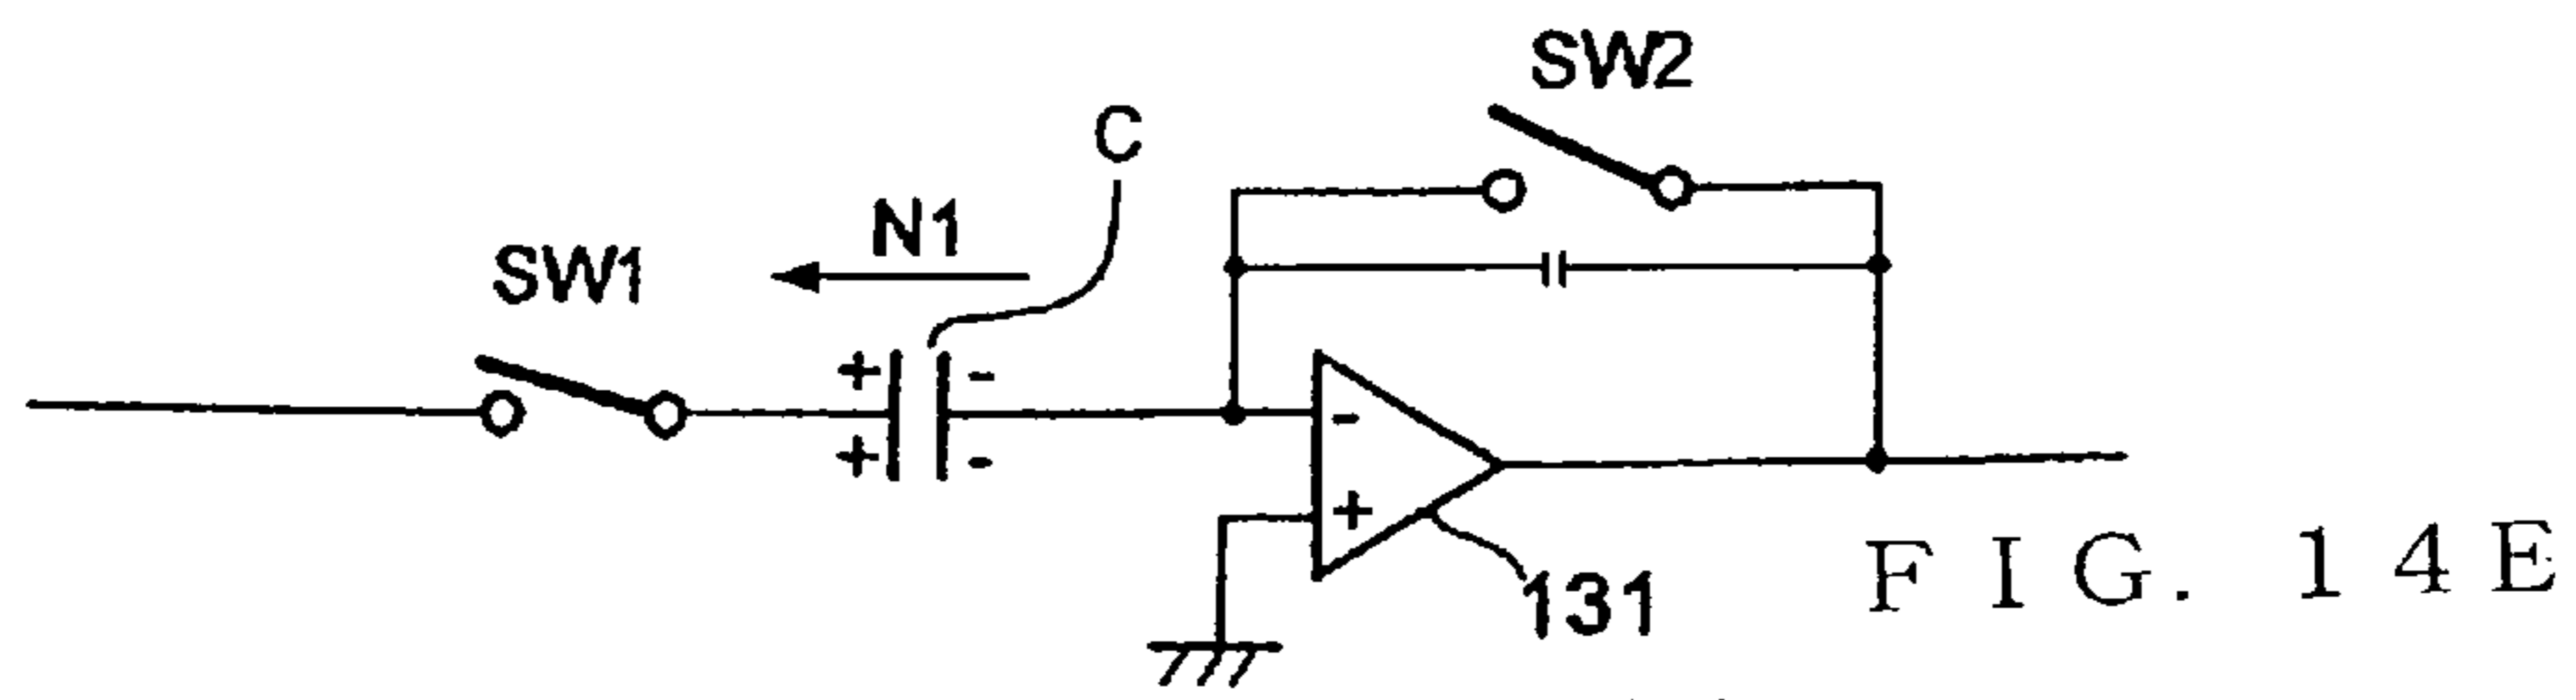 SW2
C
N1
SW1
+ -
+ -
-
+
131
FIG. 14E